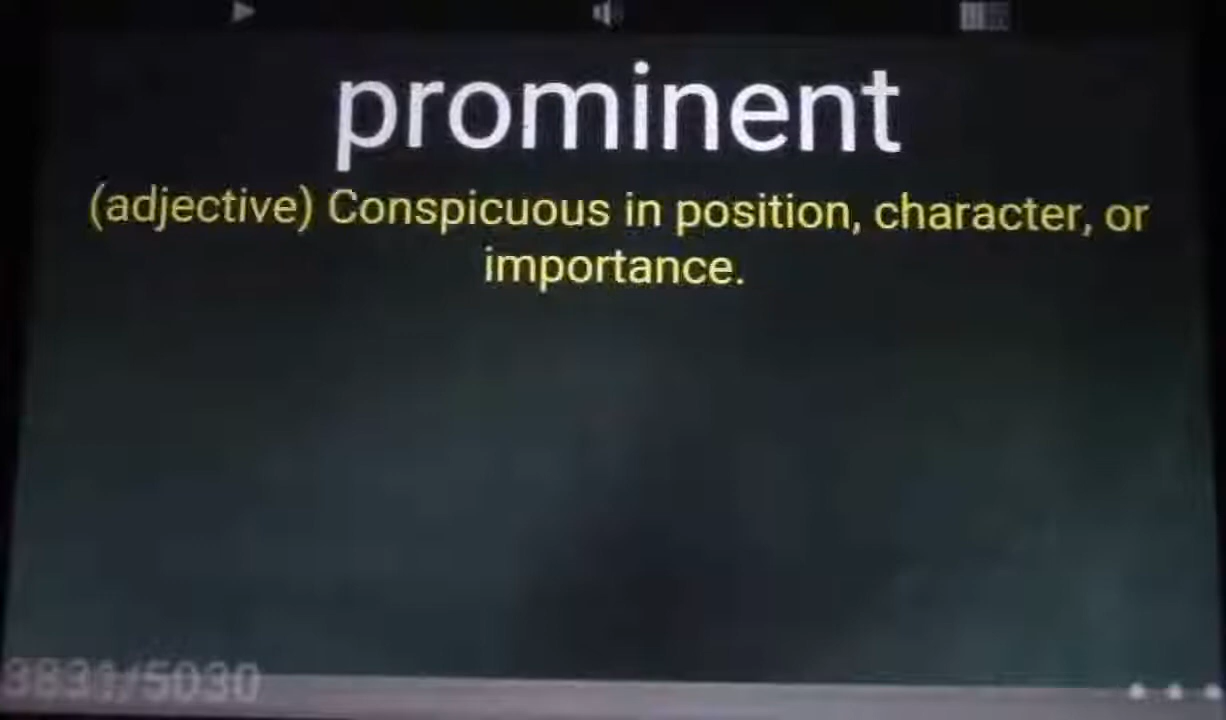 prominent
(adjective) Conspicuous in position, character, or
importance.